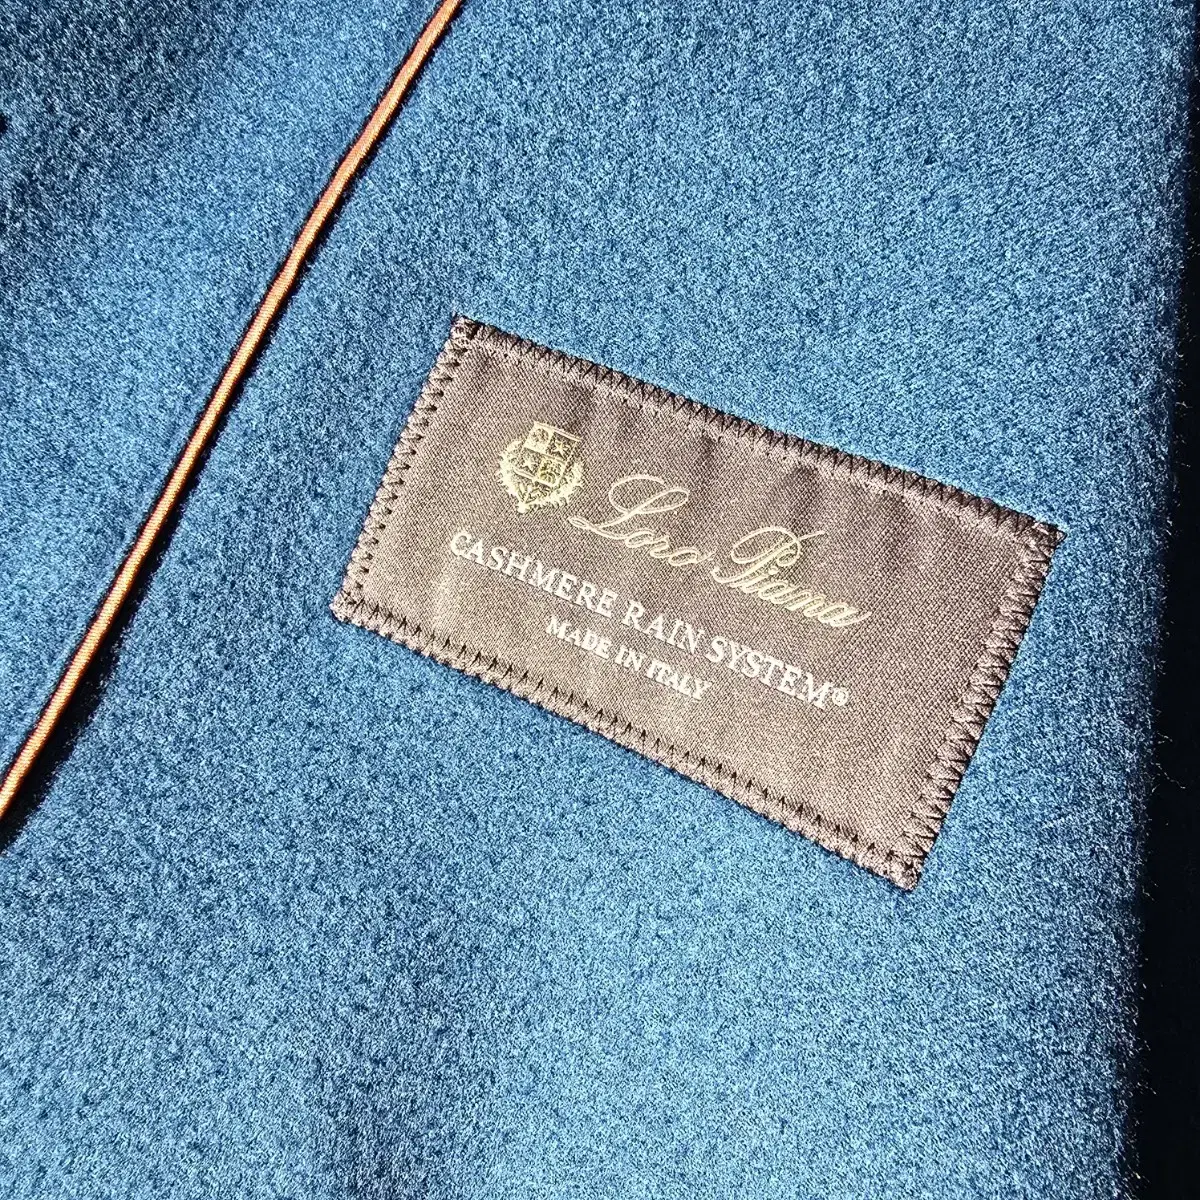 Loro Piana
CASHMERE RAIN SYSTEM®
MADE IN ITALY